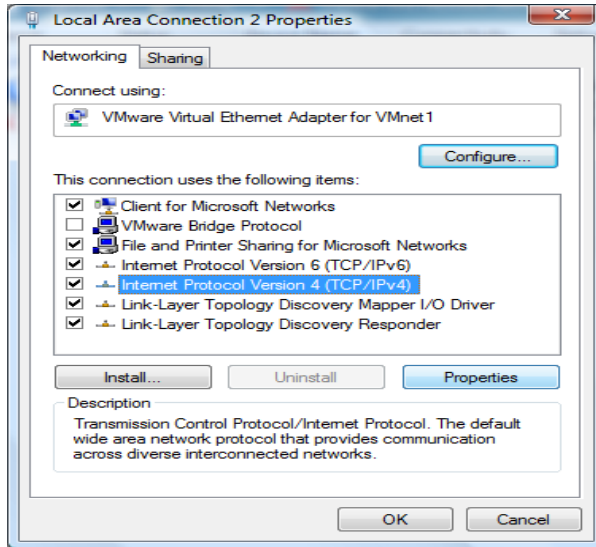 Local Area Connection 2 Properties
Networking
Sharing
Connect using:
VMware Virtual Ethernet Adapter for VMnet1
Configure...
This connection uses the following items:
Client for Microsoft Networks
VMware Bridge Protocol
File and Printer Sharing for Microsoft Networks
Internet Protocol Version 6 (TCP/IPv6)
Internet Protocol Version 4 (TCP/IPv4)
Link-Layer Topology Discovery Mapper I/O Driver
Link-Layer Topology Discovery Responder
Install...
Uninstall
Properties
Description
Transmission Control Protocol/Internet Protocol. The default
wide area network protocol that provides communication
across diverse interconnected networks.
OK
Cancel